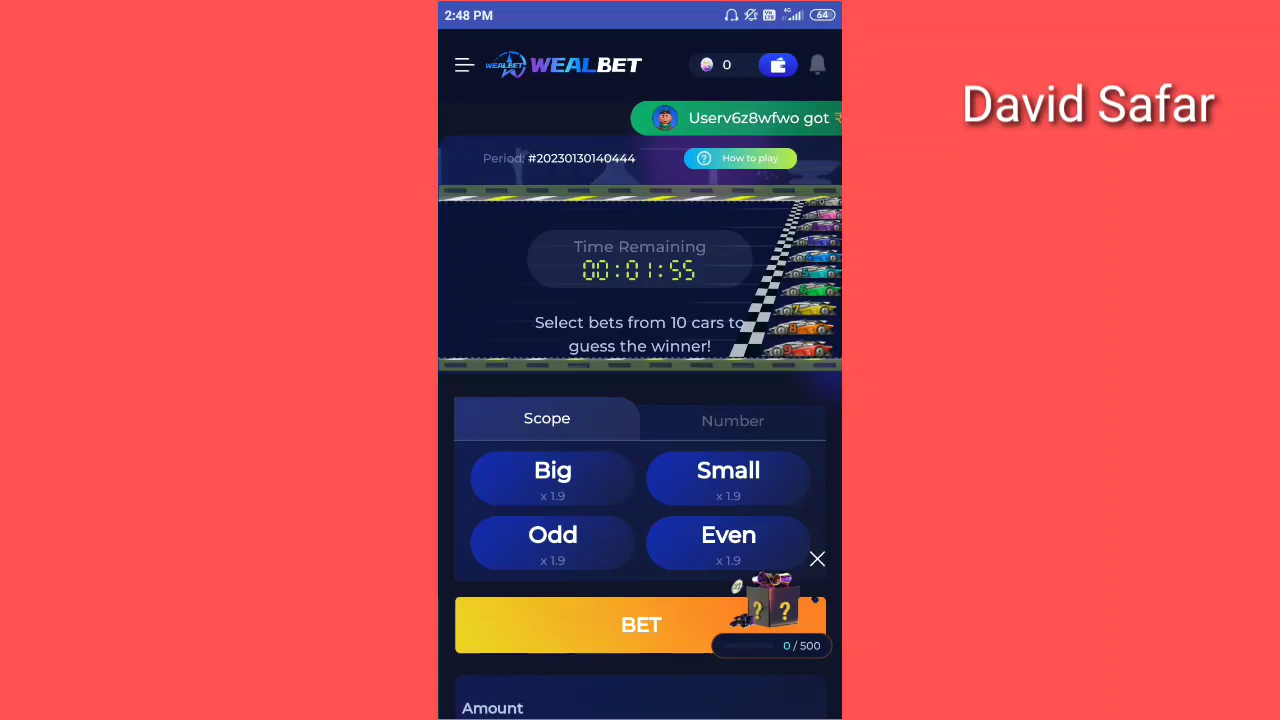 2:48 PM
64
WEALBET
0
David Safar
Userv6z8wfwo got ₹
Period: #20230130140444
How to play
Time Remaining
00:01:55
Select bets from 10 cars to
guess the winner!
Scope
Number
Big
Small
x 1.9
x 1.9
Odd
Even
x 1.9
x 1.9
BET
0 / 500
Amount